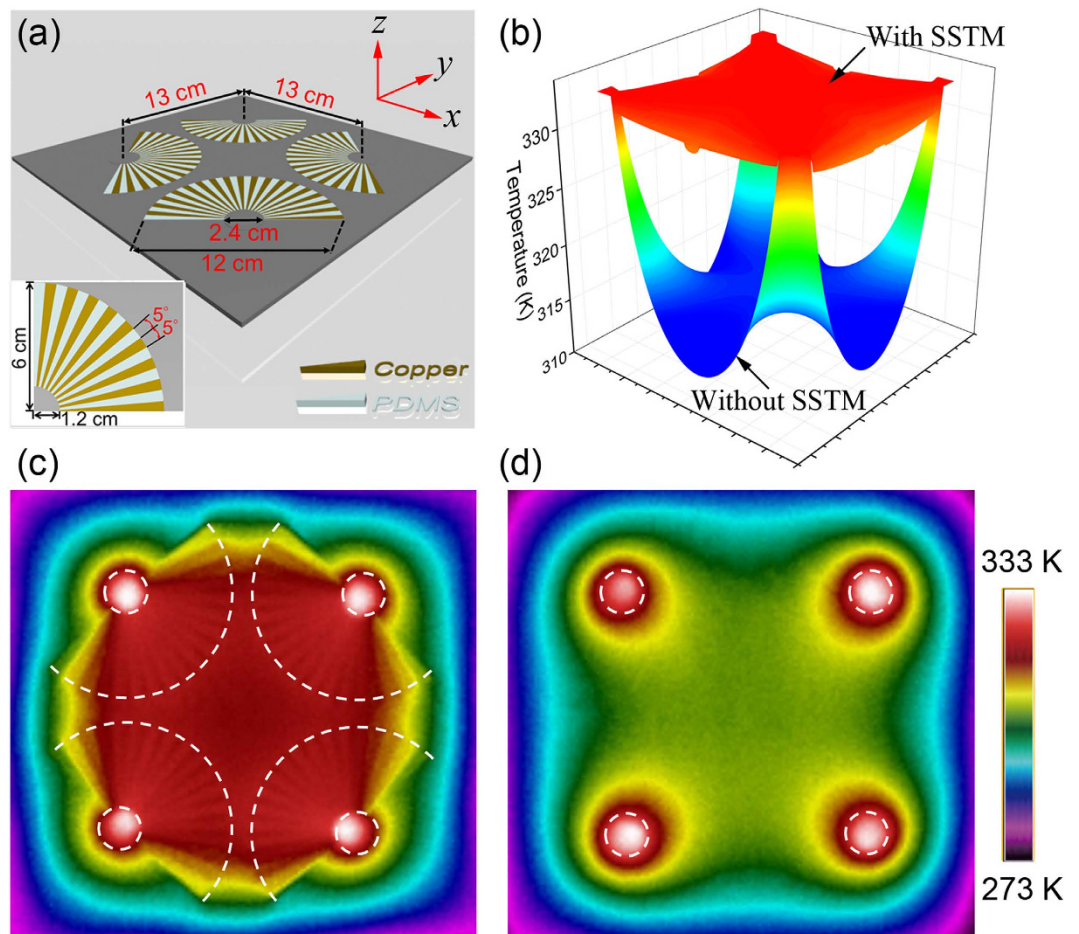 (a)
z
y
x
13 cm
13 cm
2.4 cm
12 cm
5°
5°
6 cm
1.2 cm
Copper
PDMS
(b)
With SSTM
Temperature (K)
330
325
320
315
310
Without SSTM
(c)
(d)
333 K
273 K